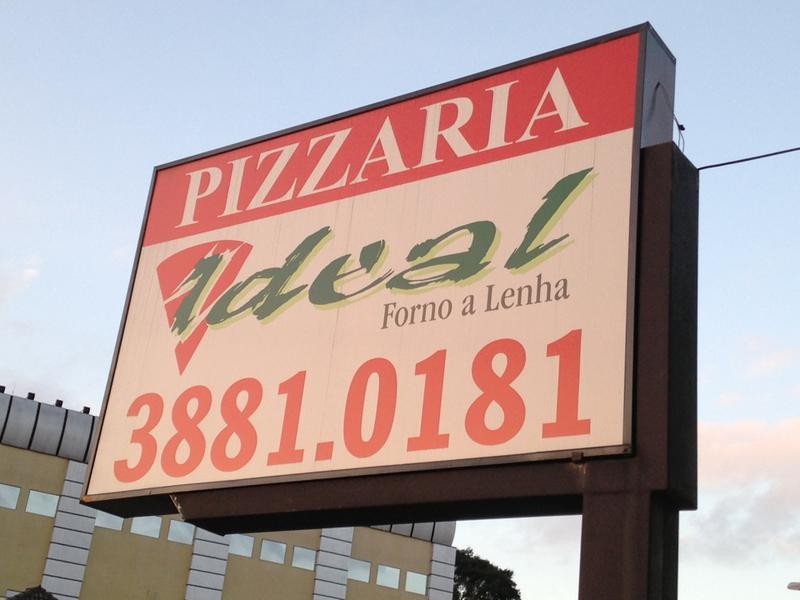 PIZZARIA
Ideal
Forno a Lenha
3881.0181